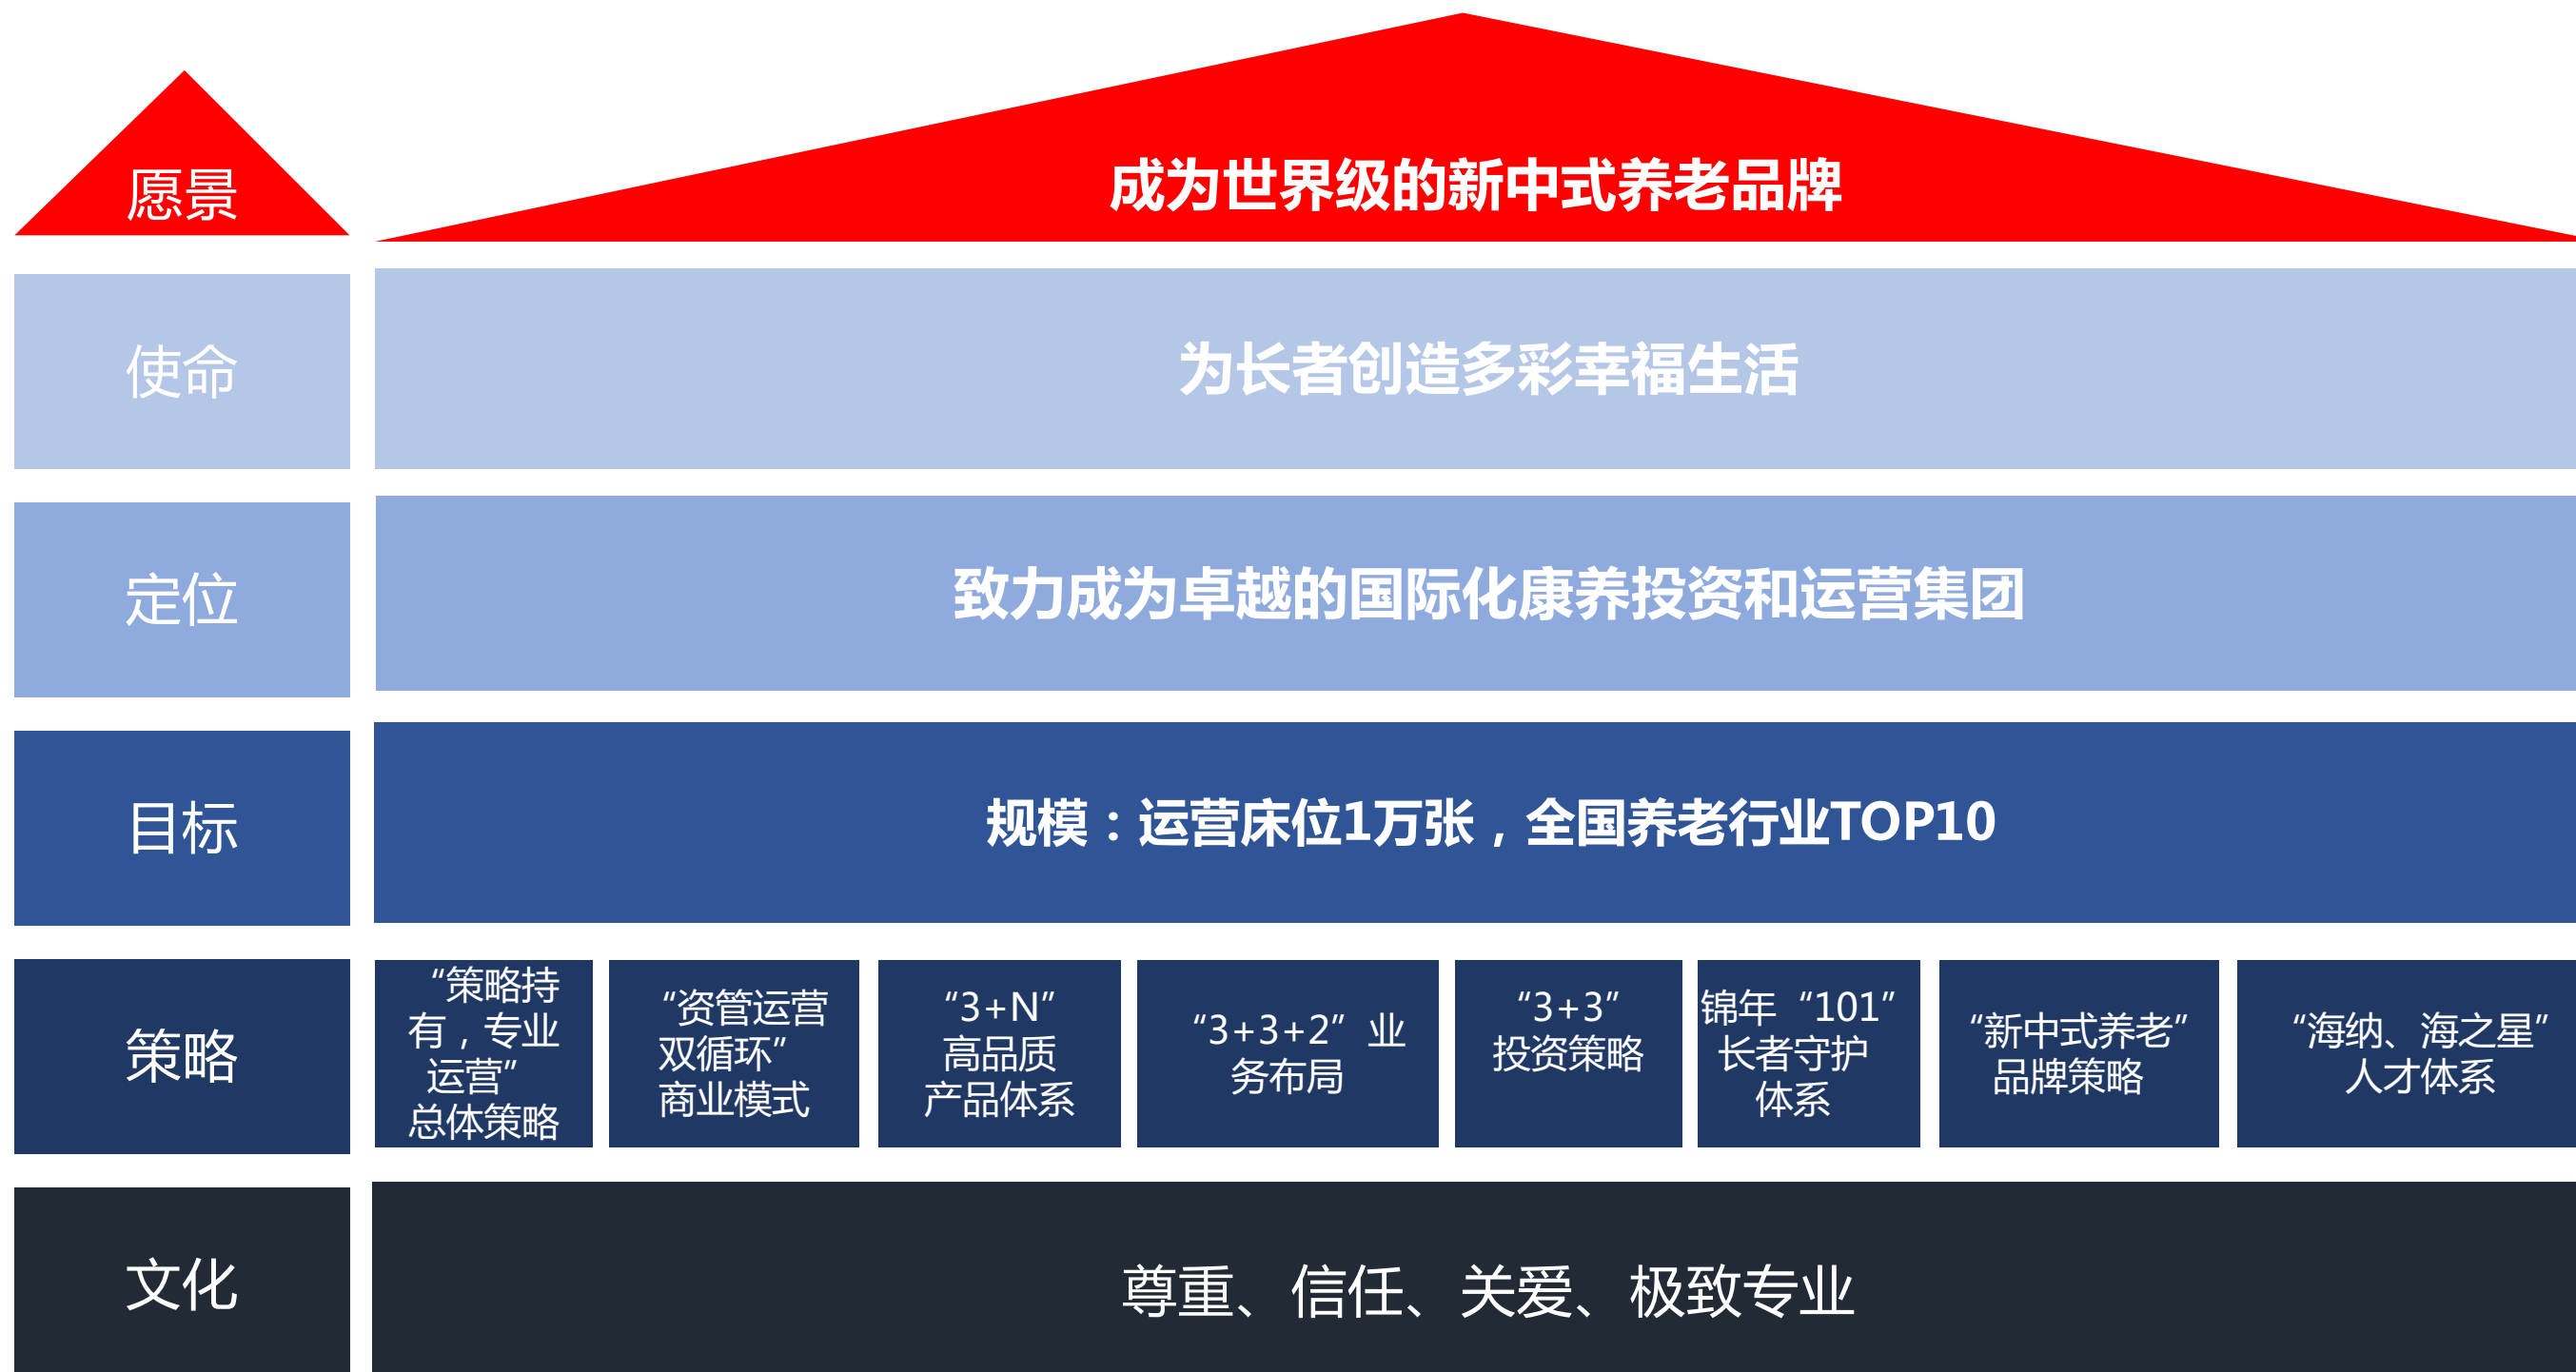 愿景
成为世界级的新中式养老品牌
使命
为长者创造多彩幸福生活
定位
致力成为卓越的国际化康养投资和运营集团
目标
规模：运营床位1万张，全国养老行业TOP10
策略
“策略持
有，专业
运营”
总体策略
“资管运营
双循环”
商业模式
“3+N”
高品质
产品体系
“3+3+2”业
务布局
“3+3”
投资策略
锦年“101”
长者守护
体系
“新中式养老”
品牌策略
“海纳、海之星”
人才体系
文化
尊重、信任、关爱、极致专业